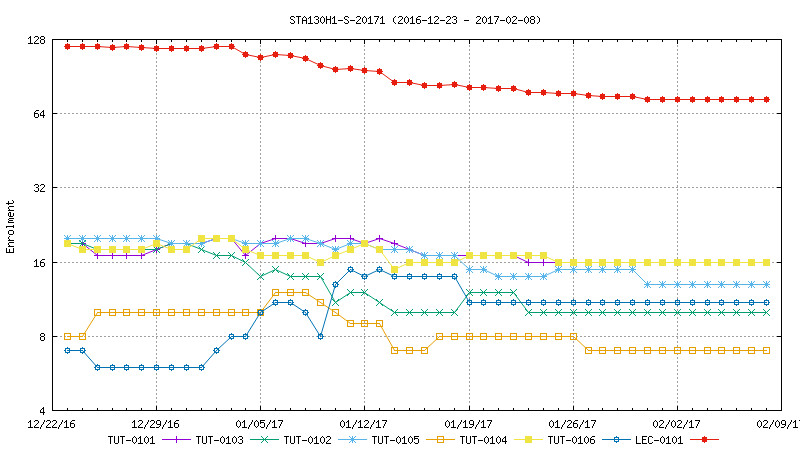 STA130H1-S-20171 (2016-12-23 - 2017-02-08)
128
64
32
16
8
4
Enrolment
12/22/16 12/29/16 01/05/17 01/12/17 01/19/17 01/26/17 02/02/17 02/09/1
TUT-0101 TUT-0103 TUT-0102 TUT-0105 TUT-0104 TUT-0106 LEC-0101